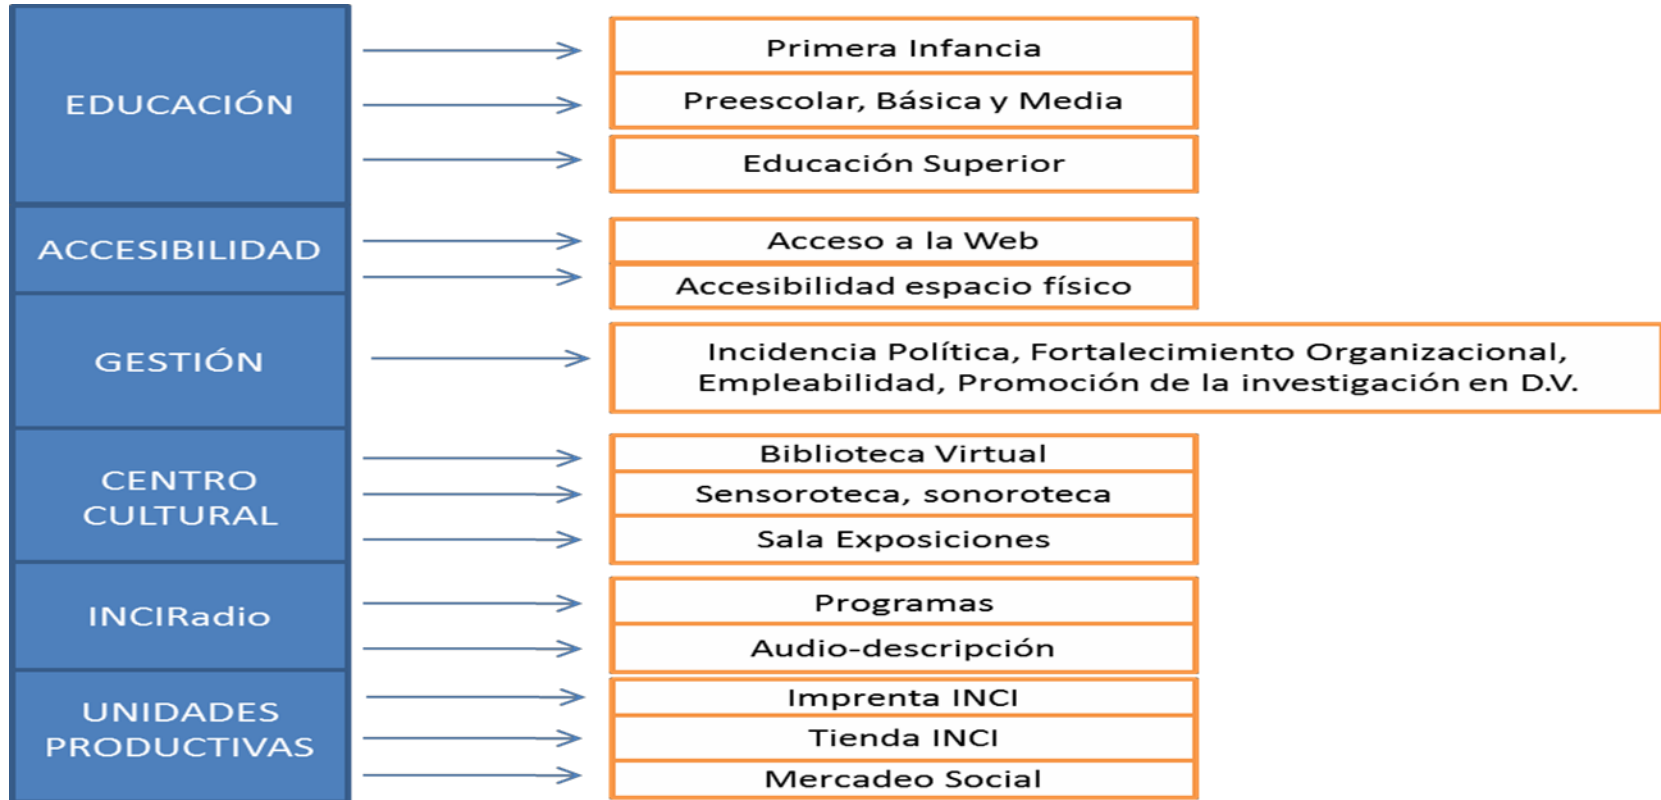 EDUCACIÓN
Primera Infancia
Preescolar, Básica y Media
Educación Superior
ACCESIBILIDAD
Acceso a la Web
Accesibilidad espacio físico
GESTIÓN
Incidencia Política, Fortalecimiento Organizacional,
Empleabilidad, Promoción de la investigación en D.V.
CENTRO
CULTURAL
Biblioteca Virtual
Sensoroteca, sonoroteca
Sala Exposiciones
INCIRadio
Programas
Audio-descripción
UNIDADES
PRODUCTIVAS
Imprenta INCI
Tienda INCI
Mercadeo Social